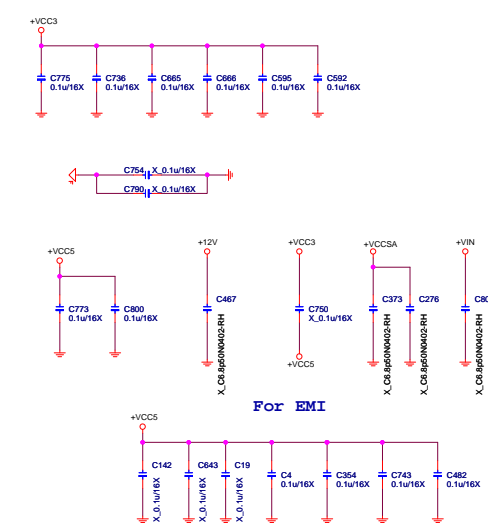 +VCC3
C775 C736 C665 C666 C595 C592
0.1u/16X 0.1u/16X 0.1u/16X 0.1u/16X 0.1u/16X 0.1u/16X
C754 X_0.1u/16X
C790 X_0.1u/16X
+VCC5 +12V +VCC3 +VCCSA +VIN
C773 C800 C467 C750 C373 C276
0.1u/16X 0.1u/16X X_0.1u/16X
X_C6.8p50N0402-RH X_C6.8p50N0402-RH X_C6.8p50N0402-RH X_C6.8p50N0402-RH
+VCC5
For EMI
+VCC5
C142 C643 C19 C4 C354 C743 C482
0.1u/16X 0.1u/16X 0.1u/16X 0.1u/16X
X_0.1u/16X X_0.1u/16X X_0.1u/16X